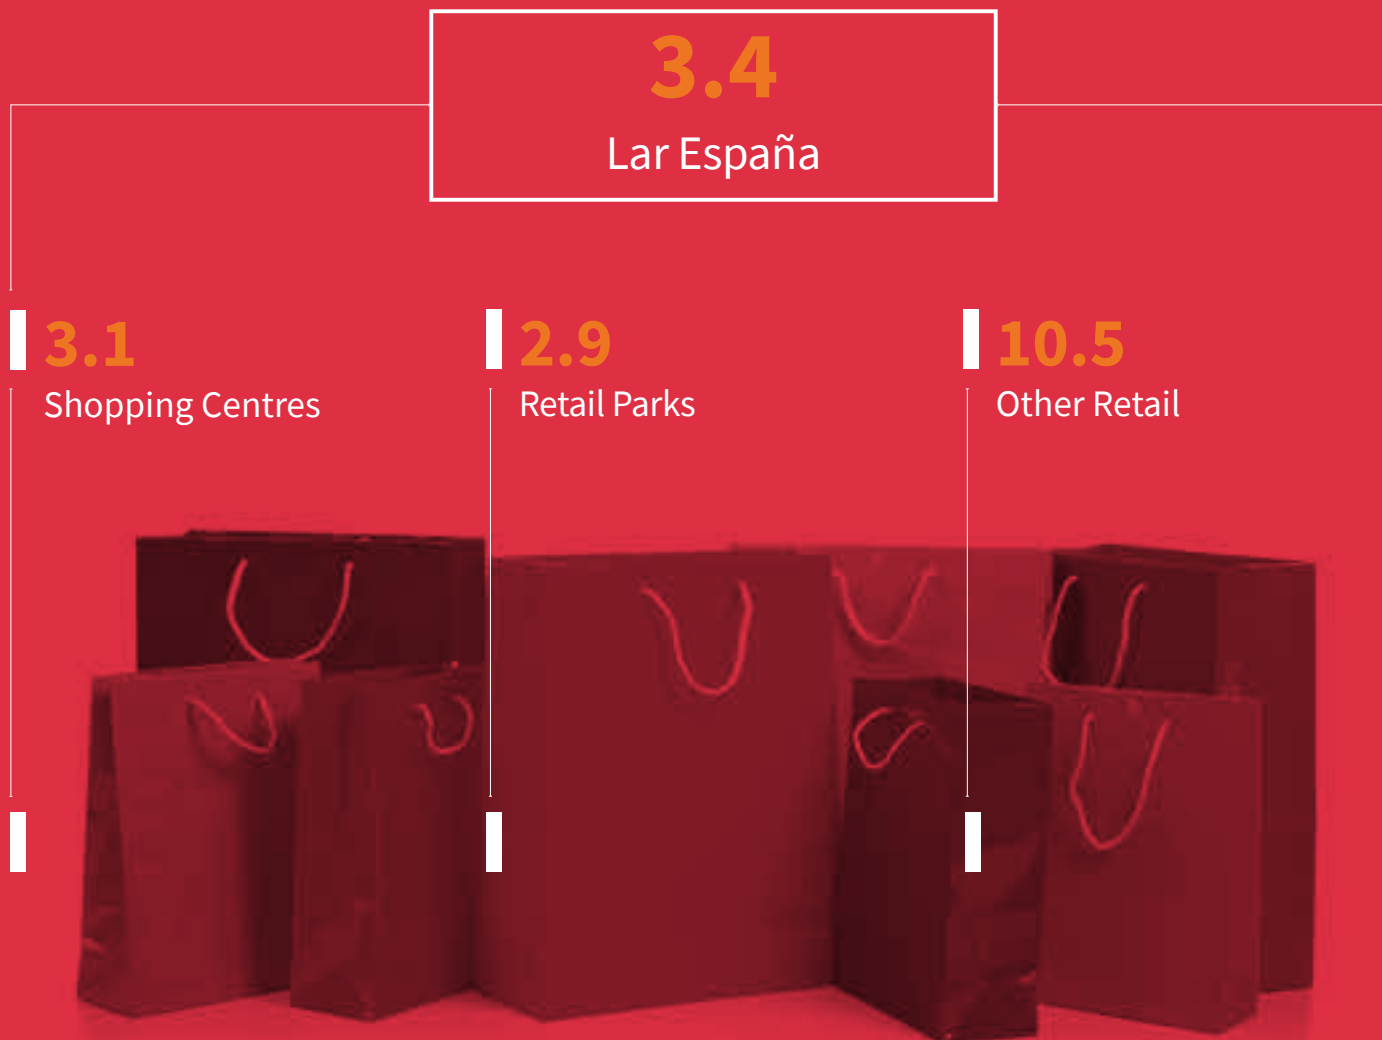 3.4
Lar España
3.1
Shopping Centres
2.9
Retail Parks
10.5
Other Retail